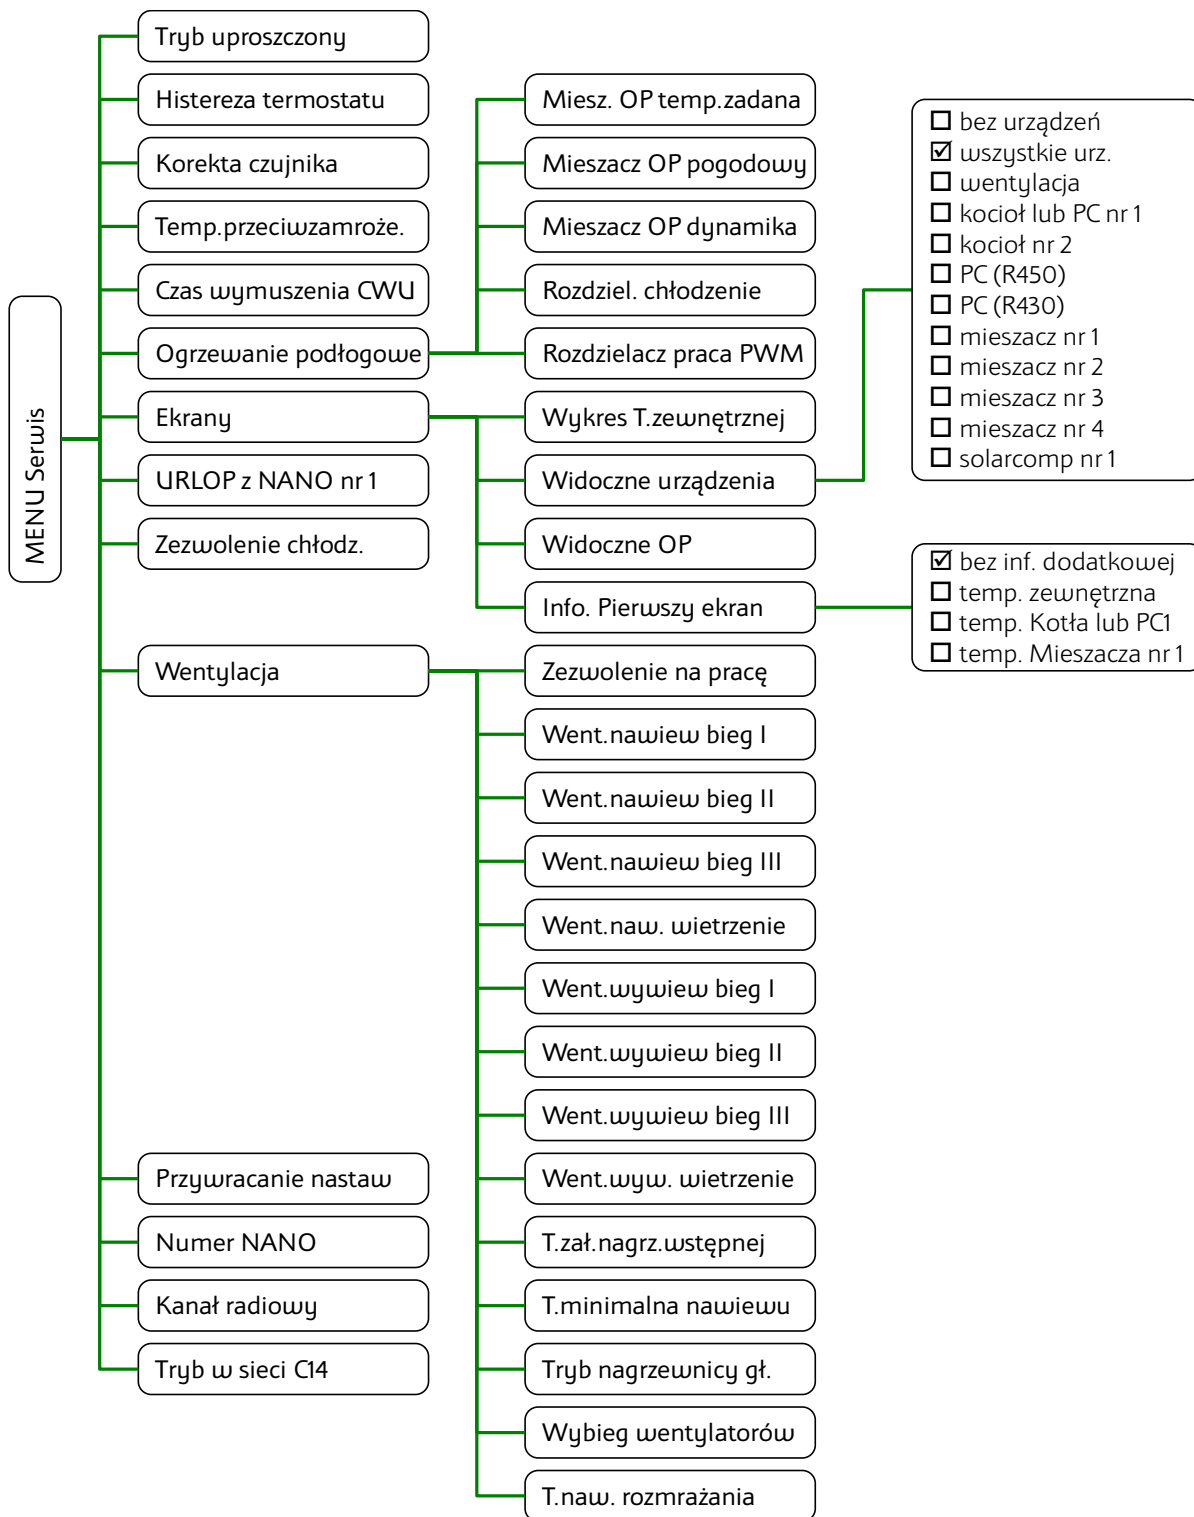 MENU Serwis
Tryb uproszczony
Histereza termostatu
Korekta czujnika
Temp.przeciwzamroże.
Czas wymuszenia CWU
Ogrzewanie podłogowe
Ekrany
URLOP z NANO nr 1
Zezwolenie chłodz.
Wentylacja
Przywracanie nastaw
Numer NANO
Kanał radiowy
Tryb w sieci C14
Miesz. OP temp.zadana
Mieszacz OP pogodowy
Mieszacz OP dynamika
Rozdziel. chłodzenie
Rozdzielacz praca PWM
Wykres T.zewnętrznej
Widoczne urządzenia
Widoczne OP
Info. Pierwszy ekran
Zezwolenie na pracę
Went.nawiew bieg I
Went.nawiew bieg II
Went.nawiew bieg III
Went.naw. wietrzenie
Went.wywiew bieg I
Went.wywiew bieg II
Went.wywiew bieg III
Went.wyw. wietrzenie
T.zał.nagrz.wstępnej
T.minimalna nawiewu
Tryb nagrzewnicy gł.
Wybieg wentylatorów
T.naw. rozmrażania
☐ bez urządzeń
☑ wszystkie urz.
☐ wentylacja
☐ kocioł lub PC nr 1
☐ kocioł nr 2
☐ PC (R450)
☐ PC (R430)
☐ mieszacz nr 1
☐ mieszacz nr 2
☐ mieszacz nr 3
☐ mieszacz nr 4
☐ solarcomp nr 1
☑ bez inf. dodatkowej
☐ temp. zewnętrzna
☐ temp. Kotła lub PC1
☐ temp. Mieszacza nr 1